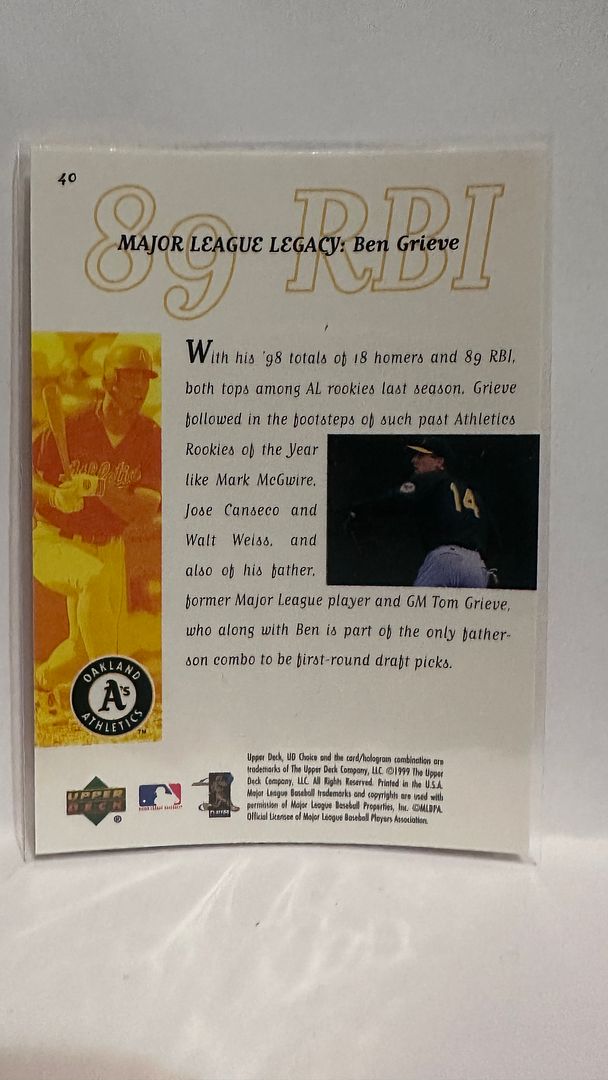 40
89 RBI
MAJOR LEAGUE LEGACY: Ben Grieve
With his '98 totals of 18 homers and 89 RBI,
both tops among AL rookies last season, Grieve
followed in the footsteps of such past Athletics
Rookies of the Year
like Mark McGwire,
Jose Canseco and
Walt Weiss, and
also of his father,
former Major League player and GM Tom Grieve,
who along with Ben is part of the only father-
son combo to be first-round draft picks.
Athletics
14
OAKLAND
A's
ATHLETICS
TM
UPPER
DECK
®
Upper Deck, UD Choice and the card/hologram combination are
trademarks of The Upper Deck Company, LLC. ©1999 The Upper
Deck Company, LLC. All Rights Reserved. Printed in the U.S.A.
Major League Baseball trademarks and copyrights are used with
permission of Major League Baseball Properties, Inc. ©MLBPA
Official Licensee of Major League Baseball Players Association.